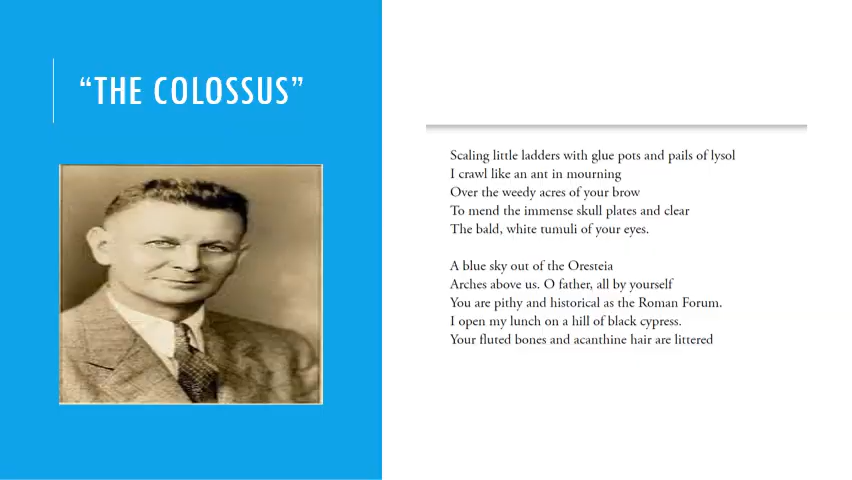 “THE COLOSSUS”
Scaling little ladders with glue pots and pails of lysol
I crawl like an ant in mourning
Over the weedy acres of your brow
To mend the immense skull plates and clear
The bald, white tumuli of your eyes.
A blue sky out of the Oresteia
Arches above us. O father, all by yourself
You are pithy and historical as the Roman Forum.
I open my lunch on a hill of black cypress.
Your fluted bones and acanthine hair are littered